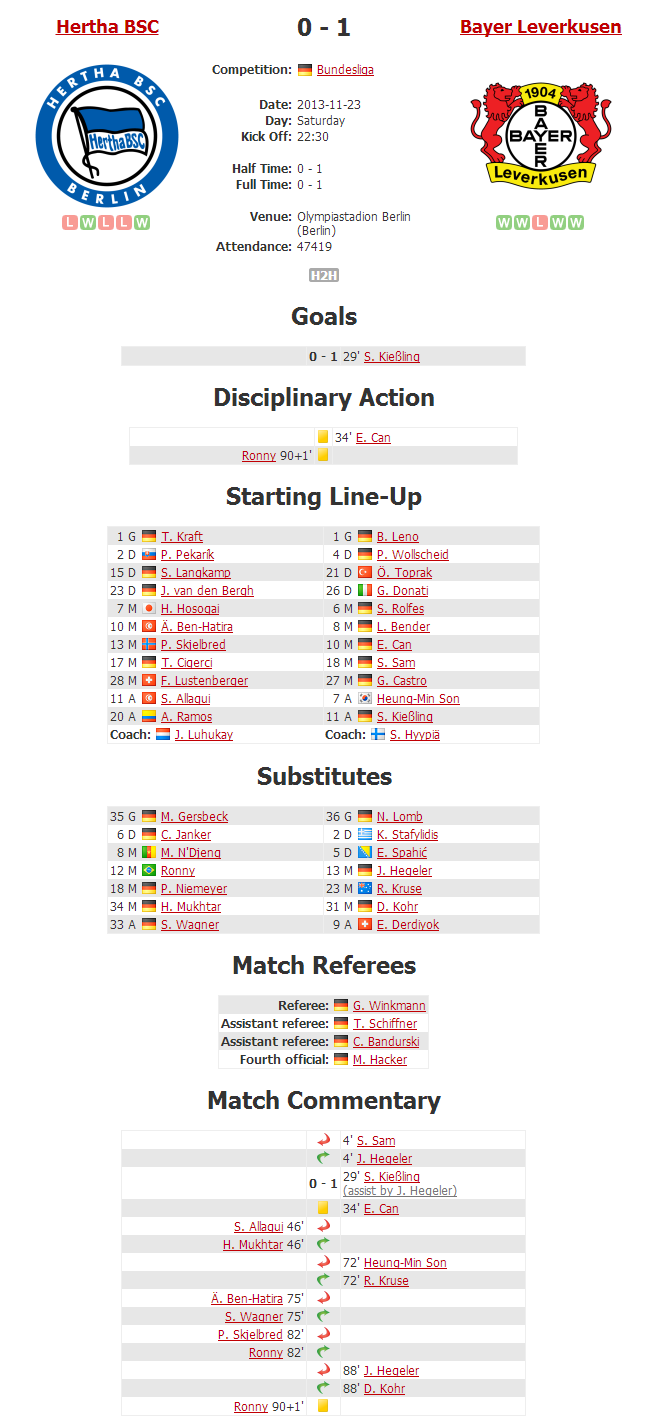 Hertha BSC
0 - 1
Bayer Leverkusen
HERTHA BSC
Hertha BSC
BERLIN
1904
BAYER
BAYER
Leverkusen
Competition: Bundesliga
Date: 2013-11-23
Day: Saturday
Kick Off: 22:30
Half Time: 0 - 1
Full Time: 0 - 1
L W L L W
W W L W W
Venue: Olympiastadion Berlin
(Berlin)
Attendance: 47419
H2H
Goals
0 - 1 29' S. Kießling
Disciplinary Action
34' E. Can
Ronny 90+1'
Starting Line-Up
1 G T. Kraft 1 G B. Leno
2 D P. Pekarík 4 D P. Wollscheid
15 D S. Langkamp 21 D Ö. Toprak
23 D J. van den Bergh 26 D G. Donati
7 M H. Hosogai 6 M S. Rolfes
10 M Ä. Ben-Hatira 8 M L. Bender
13 M P. Skjelbred 10 M E. Can
17 M T. Cigerci 18 M S. Sam
28 M F. Lustenberger 27 M G. Castro
11 A S. Allagui 7 A Heung-Min Son
20 A A. Ramos 11 A S. Kießling
Coach: J. Luhukay Coach: S. Hyypiä
Substitutes
35 G M. Gersbeck 36 G N. Lomb
6 D C. Janker 2 D K. Stafylidis
8 M M. N'Djeng 5 D E. Spahić
12 M Ronny 13 M J. Hegeler
18 M P. Niemeyer 23 M R. Kruse
34 M H. Mukhtar 31 M D. Kohr
33 A S. Wagner 9 A E. Derdiyok
Match Referees
Referee: G. Winkmann
Assistant referee: T. Schiffner
Assistant referee: C. Bandurski
Fourth official: M. Hacker
Match Commentary
4' S. Sam
4' J. Hegeler
0 - 1 29' S. Kießling
(assist by J. Hegeler)
34' E. Can
S. Allagui 46'
H. Mukhtar 46'
72' Heung-Min Son
72' R. Kruse
Ä. Ben-Hatira 75'
S. Wagner 75'
P. Skjelbred 82'
Ronny 82'
88' J. Hegeler
88' D. Kohr
Ronny 90+1'